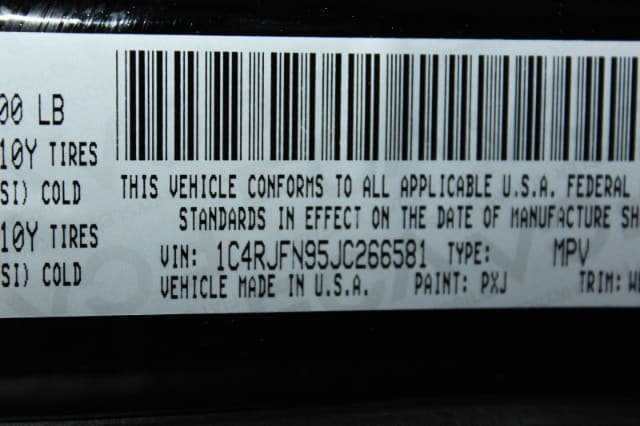 00 LB
10Y TIRES
SI) COLD
10Y TIRES
SI) COLD
THIS VEHICLE CONFORMS TO ALL APPLICABLE U.S.A. FEDERAL
STANDARDS IN EFFECT ON THE DATE OF MANUFACTURE SH
VIN: 1C4RJFN95JC266581 TYPE: MPV
VEHICLE MADE IN U.S.A. PAINT: PXJ TRIM: